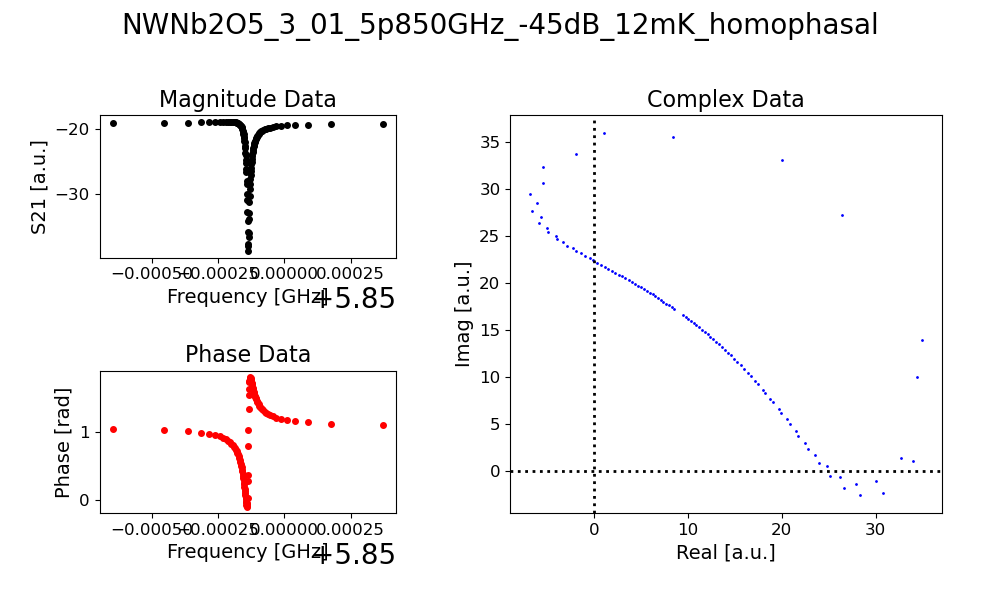 NWNb2O5_3_01_5p850GHz_-45dB_12mK_homophasal
Magnitude Data
S21 [a.u.]
−20
−30
−0.00050
−0.00025
0.00000
0.00025
Frequency [GHz]
+5.85
Phase Data
Phase [rad]
1
0
−0.00050
−0.00025
0.00000
0.00025
Frequency [GHz]
+5.85
Complex Data
Imag [a.u.]
35
30
25
20
15
10
5
0
0
10
20
30
Real [a.u.]